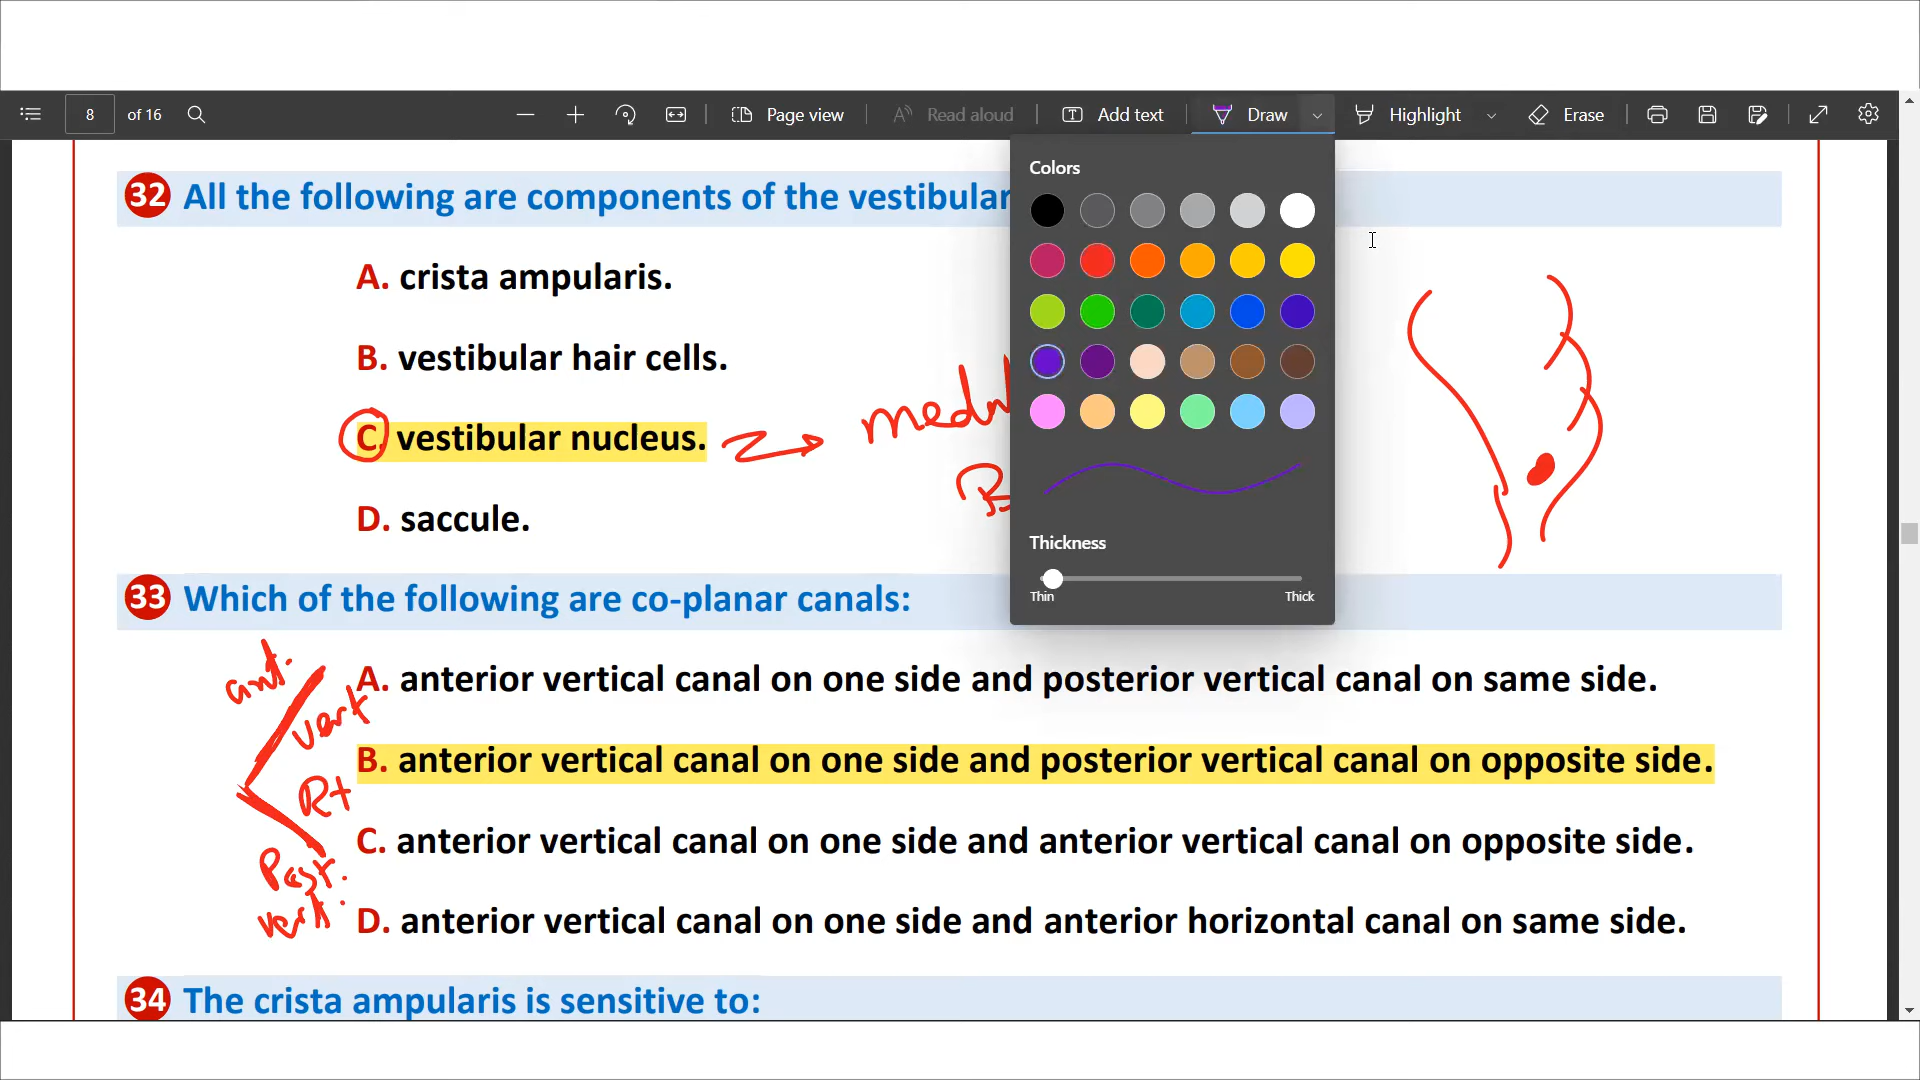 8 of 16 Page view Read aloud Add text Draw Highlight Erase
Colors
32 All the following are components of the vestibular
A. crista ampularis.
B. vestibular hair cells.
C. vestibular nucleus.
D. saccule.
Thickness
Thin Thick
33 Which of the following are co-planar canals:
ant.
vert
Rt
Post.
vert.
A. anterior vertical canal on one side and posterior vertical canal on same side.
B. anterior vertical canal on one side and posterior vertical canal on opposite side.
C. anterior vertical canal on one side and anterior vertical canal on opposite side.
D. anterior vertical canal on one side and anterior horizontal canal on same side.
34 The crista ampularis is sensitive to: